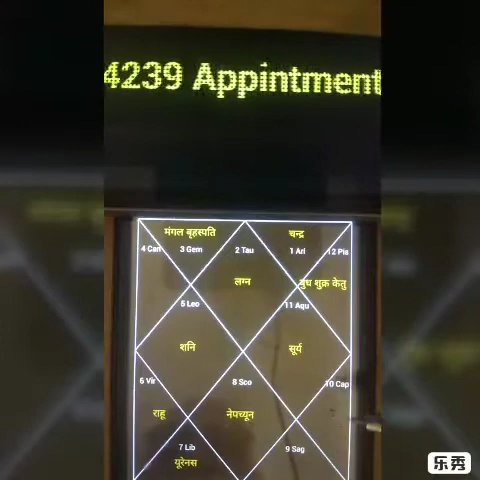 4239 Appintment
मंगल बृहस्पति
चन्द्र
4 Can
3 Gem
2 Tau
1 Ari
12 Pis
लग्न
बुध शुक्र केतु
5 Leo
11 Aqu
शनि
सूर्य
6 Vir
8 Sco
10 Cap
राहू
नेपच्यून
7 Lib
9 Sag
यूरेनस
乐秀